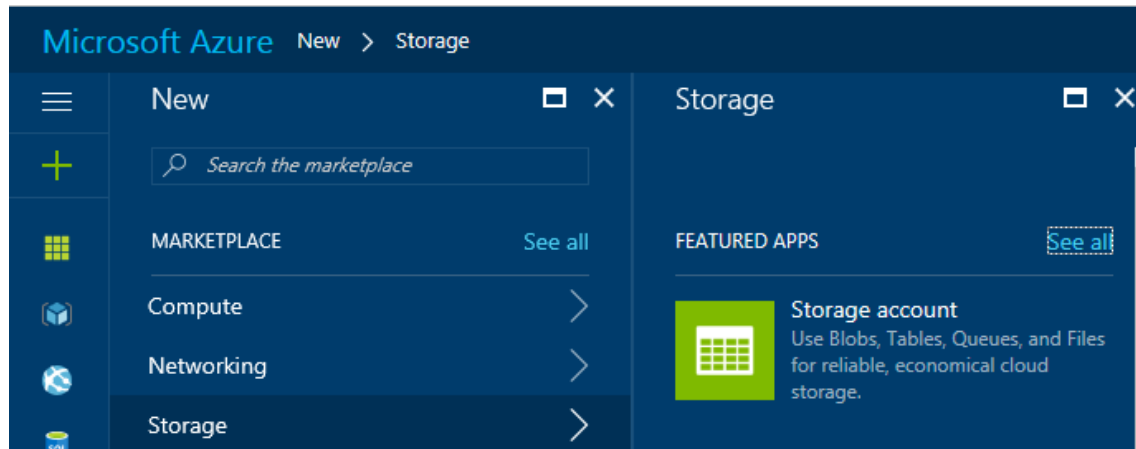 Microsoft Azure New > Storage
New
Search the marketplace
MARKETPLACE See all
Compute
Networking
Storage
Storage
FEATURED APPS See all
Storage account
Use Blobs, Tables, Queues, and Files
for reliable, economical cloud
storage.